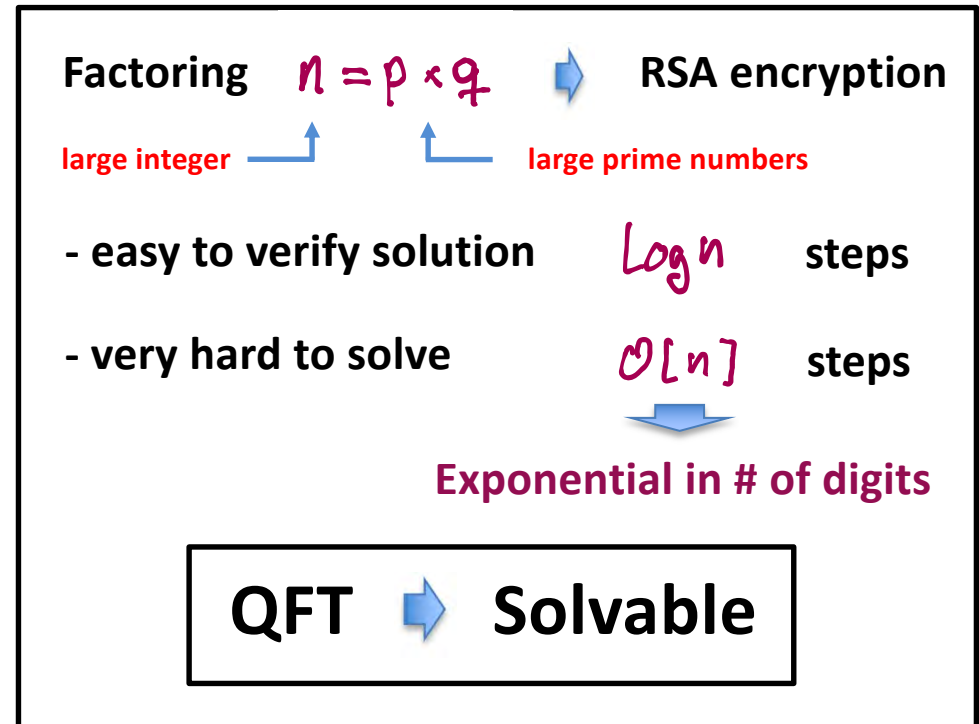 Factoring n = p × q RSA encryption
large integer large prime numbers
- easy to verify solution Log n steps
- very hard to solve O[n] steps
Exponential in # of digits
QFT Solvable